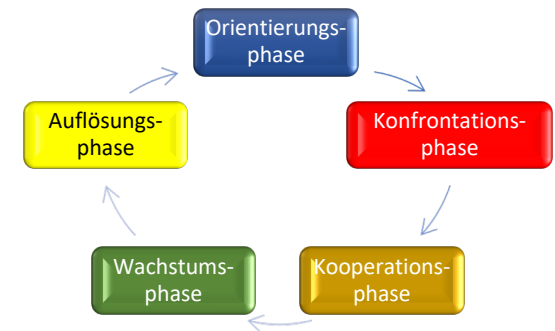 Orientierungs-
phase
Konfrontations-
phase
Kooperations-
phase
Wachstums-
phase
Auflösungs-
phase